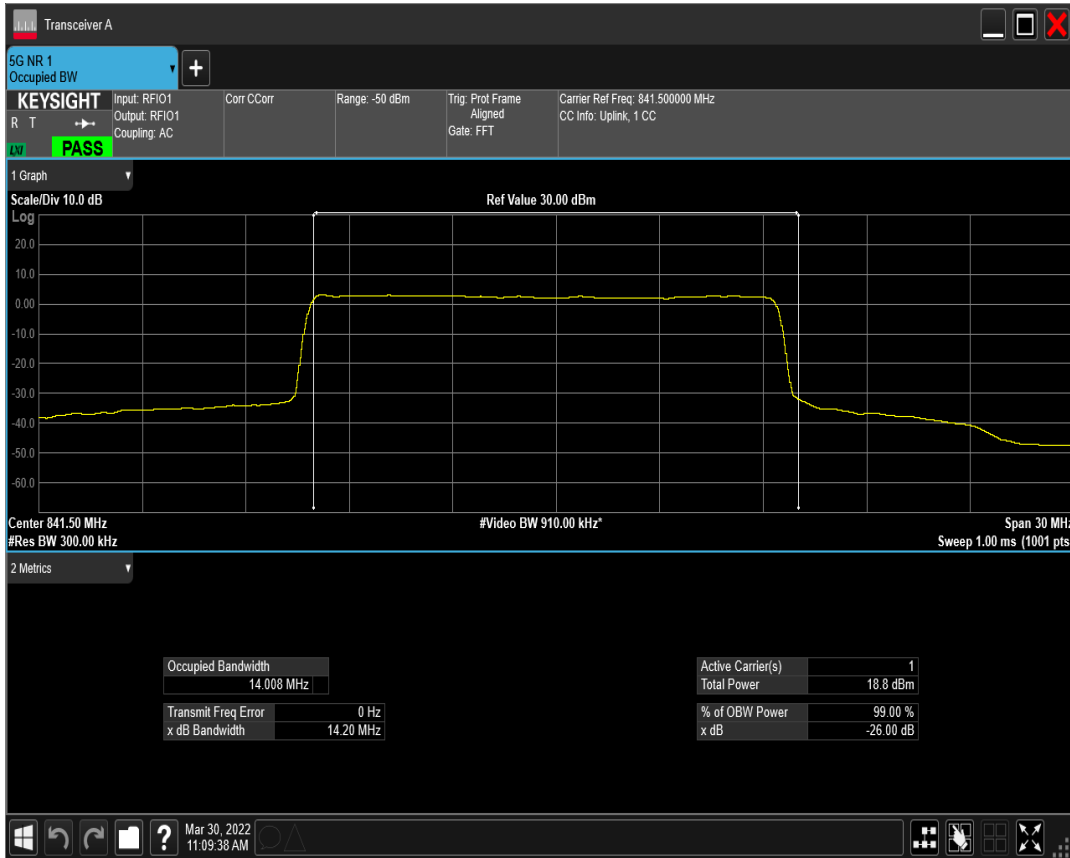 Transceiver A
5G NR 1
Occupied BW
KEYSIGHT
R T
LXI
PASS
Input: RFIO1
Output: RFIO1
Coupling: AC
Corr CCorr
Range: -50 dBm
Trig: Prot Frame
Aligned
Gate: FFT
Carrier Ref Freq: 841.500000 MHz
CC Info: Uplink, 1 CC
1 Graph
Scale/Div 10.0 dB
Ref Value 30.00 dBm
Log
20.0
10.0
0.00
-10.0
-20.0
-30.0
-40.0
-50.0
-60.0
Center 841.50 MHz
#Video BW 910.00 kHz*
Span 30 MHz
#Res BW 300.00 kHz
Sweep 1.00 ms (1001 pts
2 Metrics
Occupied Bandwidth
14.008 MHz
Transmit Freq Error 0 Hz
x dB Bandwidth 14.20 MHz
Active Carrier(s) 1
Total Power 18.8 dBm
% of OBW Power 99.00 %
x dB -26.00 dB
?
Mar 30, 2022
11:09:38 AM